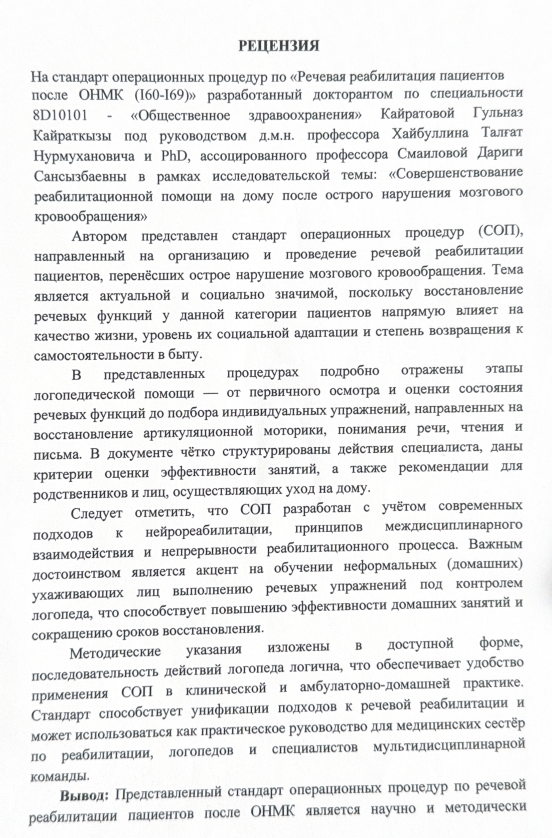 РЕЦЕНЗИЯ
На стандарт операционных процедур по «Речевая реабилитация пациентов
после ОНМК (I60-I69)» разработанный докторантом по специальности
8D10101 - «Общественное здравоохранения» Кайратовой Гульназ
Кайраткызы под руководством д.м.н. профессора Хайбуллина Талғат
Нурмухановича и PhD, ассоциированного профессора Смаиловой Дариги
Сансызбаевны в рамках исследовательской темы: «Совершенствование
реабилитационной помощи на дому после острого нарушения мозгового
кровообращения»
Автором представлен стандарт операционных процедур (СОП),
направленный на организацию и проведение речевой реабилитации
пациентов, перенёсших острое нарушение мозгового кровообращения. Тема
является актуальной и социально значимой, поскольку восстановление
речевых функций у данной категории пациентов напрямую влияет на
качество жизни, уровень их социальной адаптации и степень возвращения к
самостоятельности в быту.
В представленных процедурах подробно отражены этапы
логопедической помощи — от первичного осмотра и оценки состояния
речевых функций до подбора индивидуальных упражнений, направленных на
восстановление артикуляционной моторики, понимания речи, чтения и
письма. В документе чётко структурированы действия специалиста, даны
критерии оценки эффективности занятий, а также рекомендации для
родственников и лиц, осуществляющих уход на дому.
Следует отметить, что СОП разработан с учётом современных
подходов к нейрореабилитации, принципов междисциплинарного
взаимодействия и непрерывности реабилитационного процесса. Важным
достоинством является акцент на обучении неформальных (домашних)
ухаживающих лиц выполнению речевых упражнений под контролем
логопеда, что способствует повышению эффективности домашних занятий и
сокращению сроков восстановления.
Методические указания изложены в доступной форме,
последовательность действий логопеда логична, что обеспечивает удобство
применения СОП в клинической и амбулаторно-домашней практике.
Стандарт способствует унификации подходов к речевой реабилитации и
может использоваться как практическое руководство для медицинских сестёр
по реабилитации, логопедов и специалистов мультидисциплинарной
команды.
Вывод: Представленный стандарт операционных процедур по речевой
реабилитации пациентов после ОНМК является научно и методически